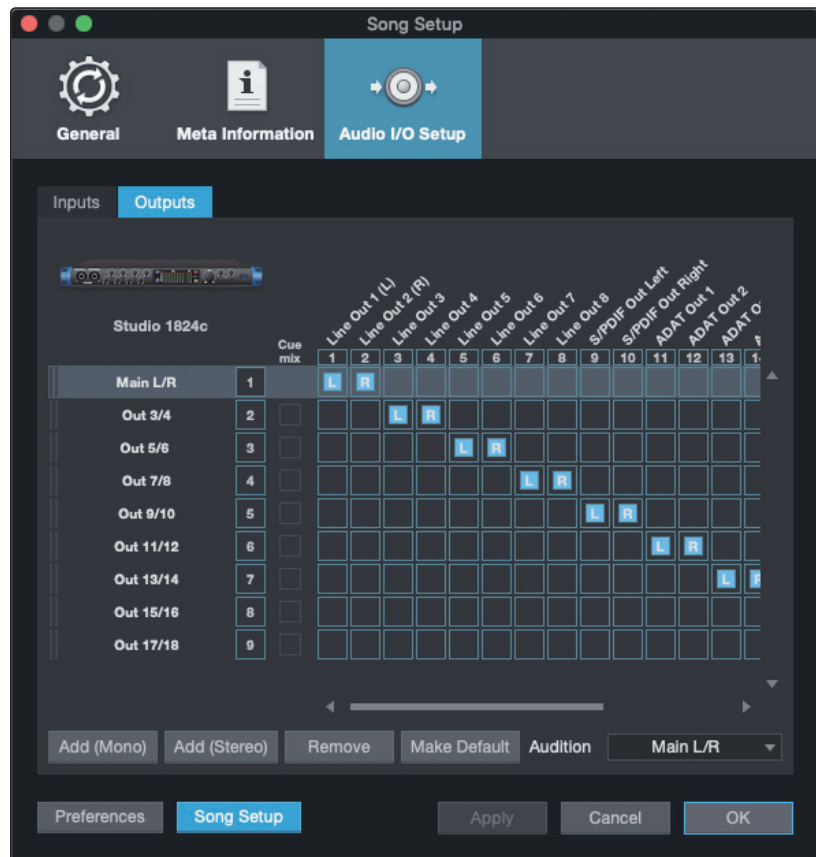 Song Setup
General
Meta Information
Audio I/O Setup
Inputs
Outputs
Studio 1824c
Cue
mix
Line Out 1 (L)
Line Out 2 (R)
Line Out 3
Line Out 4
Line Out 5
Line Out 6
Line Out 7
Line Out 8
S/PDIF Out Left
S/PDIF Out Right
ADAT Out 1
ADAT Out 2
1 2 3 4 5 6 7 8 9 10 11 12 13
Main L/R 1 L R
Out 3/4 2 L R
Out 5/6 3 L R
Out 7/8 4 L R
Out 9/10 5 L R
Out 11/12 6 L R
Out 13/14 7 L
Out 15/16 8
Out 17/18 9
Add (Mono) Add (Stereo) Remove Make Default Audition Main L/R
Preferences Song Setup Apply Cancel OK